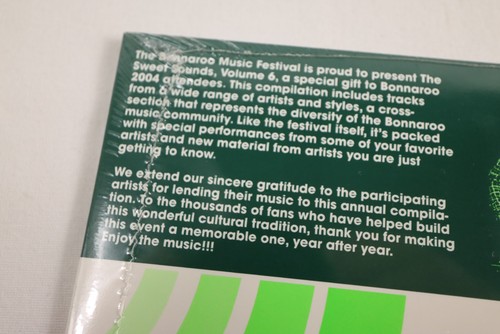 The Bonnaroo Music Festival is proud to present The
Sweet Sounds, Volume 6, a special gift to Bonnaroo
2004 attendees. This compilation includes tracks
from a wide range of artists and styles, a cross-
section that represents the diversity of the Bonnaroo
music community. Like the festival itself, it's packed
with special performances from some of your favorite
artists and new material from artists you are just
getting to know.
We extend our sincere gratitude to the participating
artists for lending their music to this annual compila-
tion. To the thousands of fans who have helped build
this wonderful cultural tradition, thank you for making
this event a memorable one, year after year.
Enjoy the music!!!